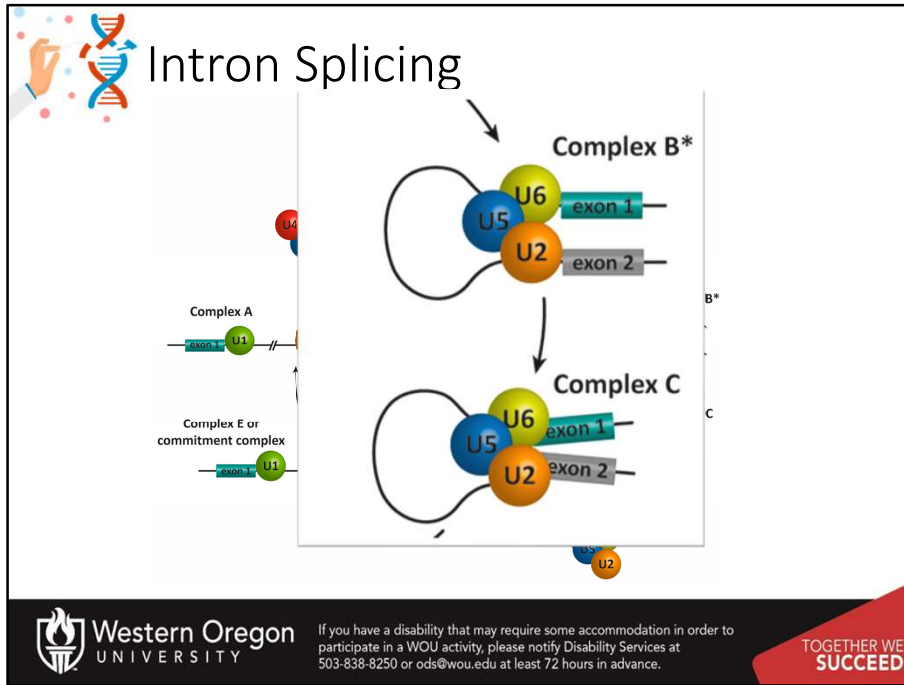 Intron Splicing
Complex B*
U6
exon 1
U5
U2
exon 2
U4
B*
Complex A
exon 1
U1
Complex C
C
U6
exon 1
U5
Complex E or
commitment complex
U2
exon 2
exon 1
U1
U5
U2
Western Oregon
UNIVERSITY
If you have a disability that may require some accommodation in order to
participate in a WOU activity, please notify Disability Services at
503-838-8250 or ods@wou.edu at least 72 hours in advance.
TOGETHER WE
SUCCEED